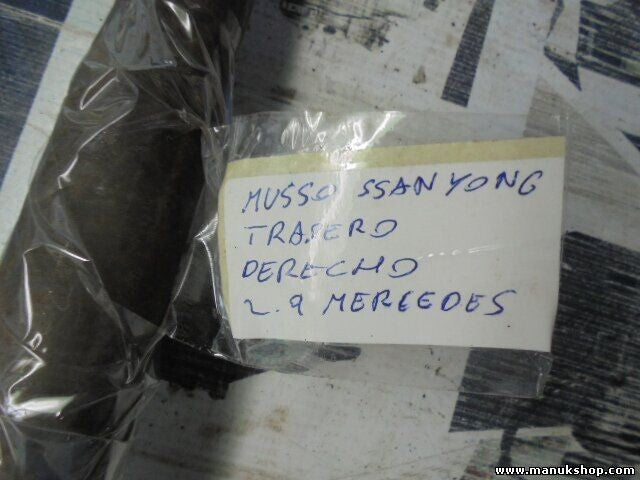 MUSSO SSANYONG
TRASERO
DERECHO
2.9 MERCEDES
www.manukshop.com